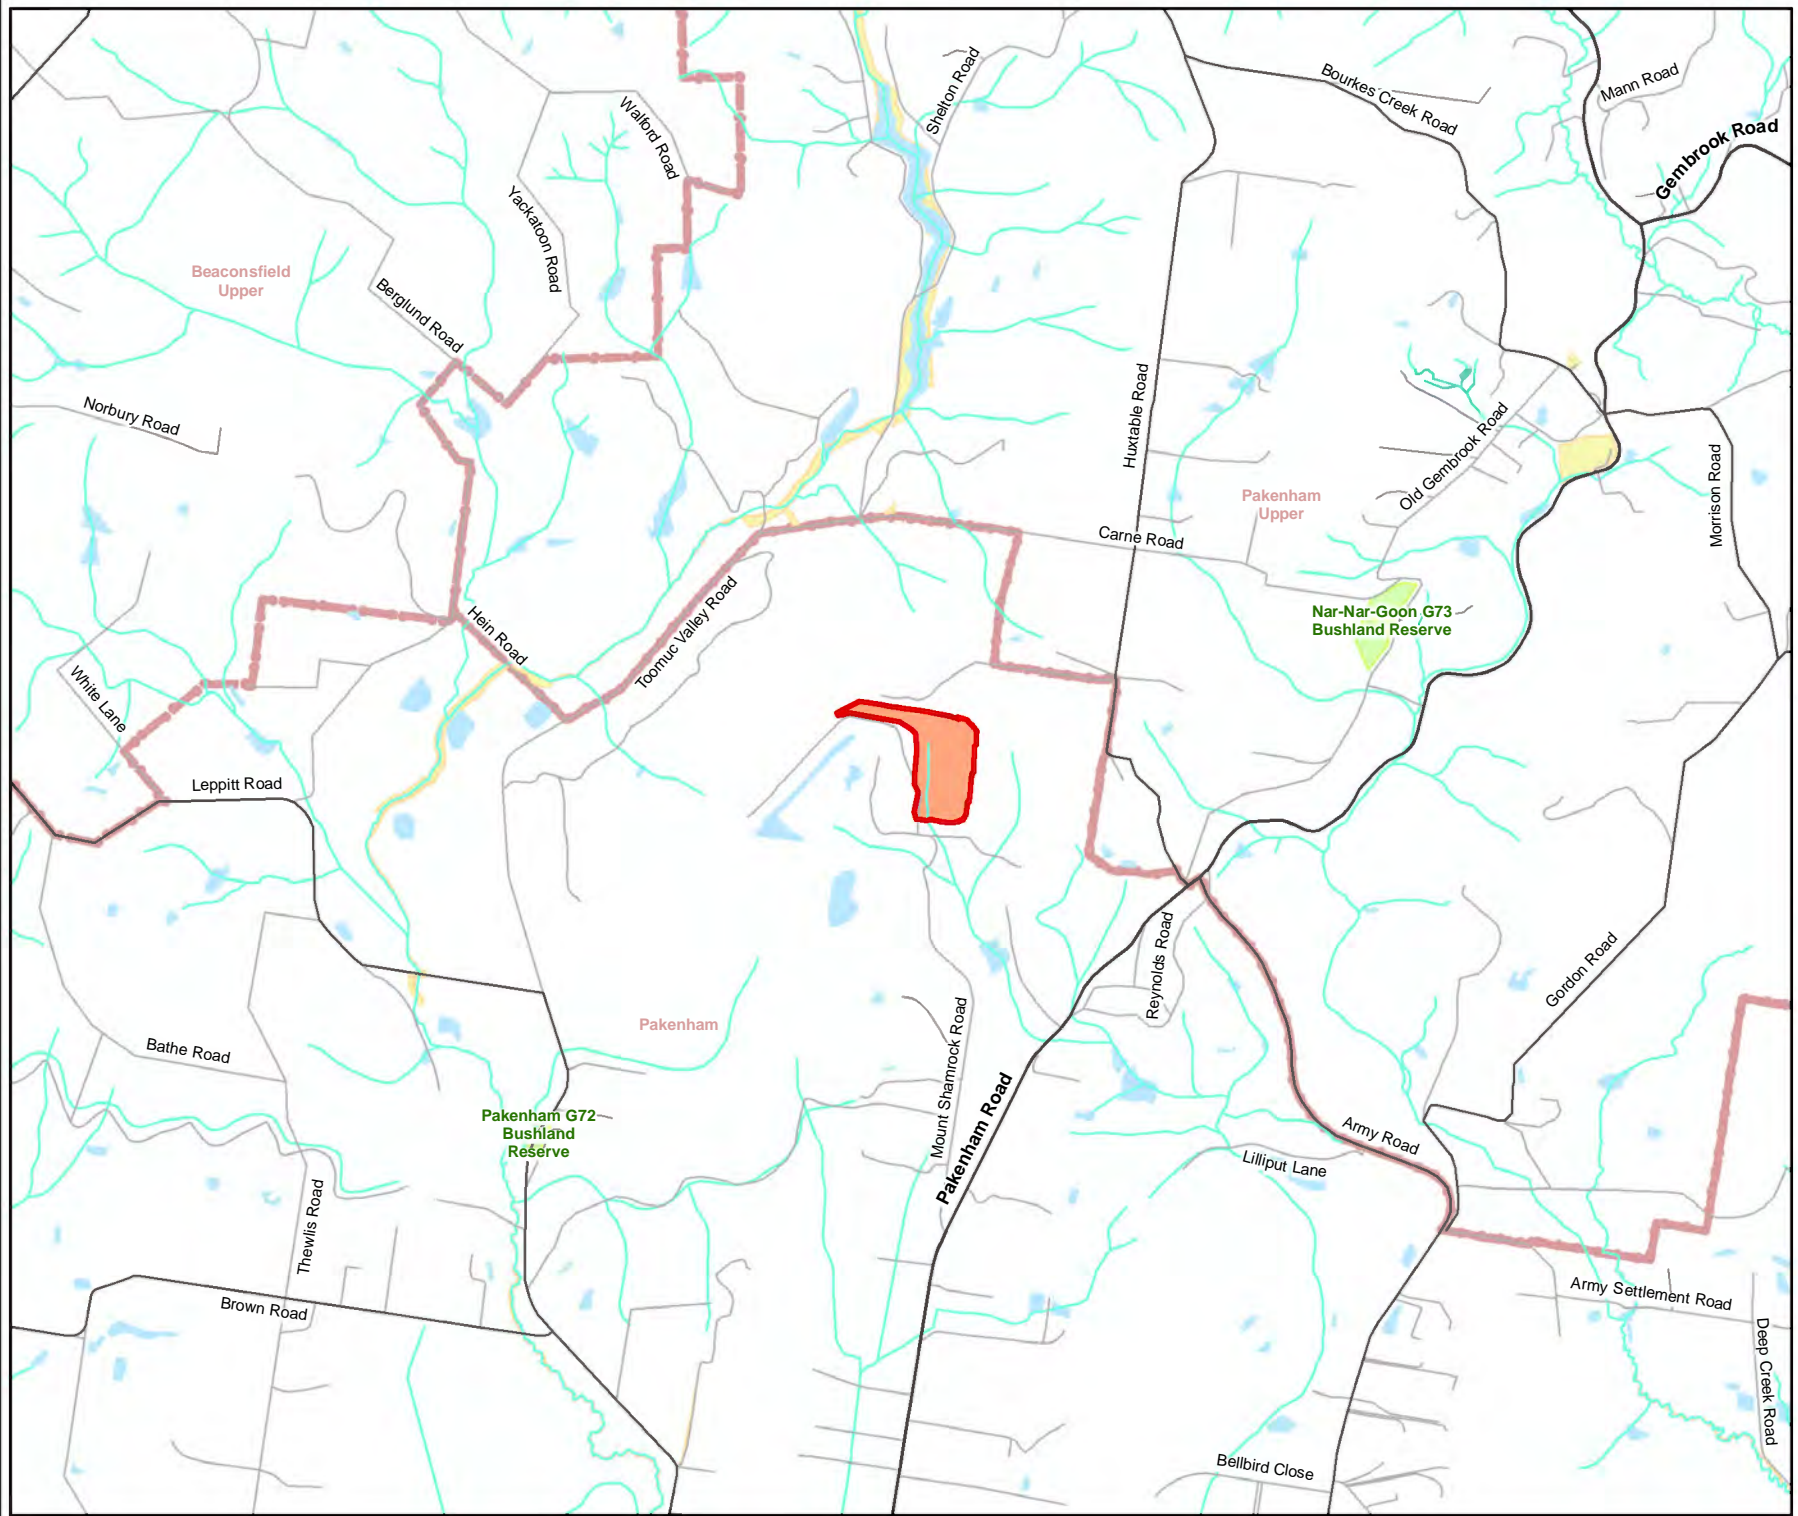 Shelton Road
Bourkes Creek Road
Mann Road
Gembrook Road
Walford Road
Yackatoon Road
Beaconsfield
Upper
Berglund Road
Norbury Road
Huxtable Road
Old Gembrook Road
Morrison Road
Pakenham
Upper
Carne Road
Nar-Nar-Goon G73
Bushland Reserve
Hein Road
Toomuc Valley Road
White Lane
Leppitt Road
Reynolds Road
Gordon Road
Bathe Road
Pakenham
Mount Shamrock Road
Pakenham Road
Pakenham G72
Bushland
Reserve
Army Road
Lilliput Lane
Thewlis Road
Brown Road
Army Settlement Road
Deep Creek Road
Bellbird Close